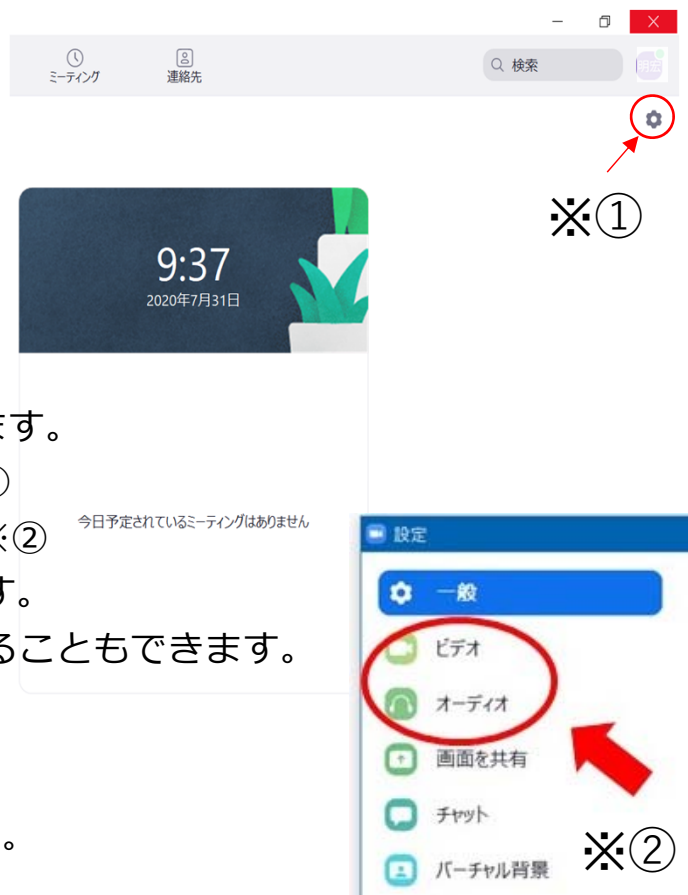 ミーティング
連絡先
検索
明宏
※①
9:37
2020年7月31日
ます。
※②
今日予定されているミーティングはありません
す。
ることもできます。
。
設定
一般
ビデオ
オーディオ
画面を共有
チャット
バーチャル背景
※②